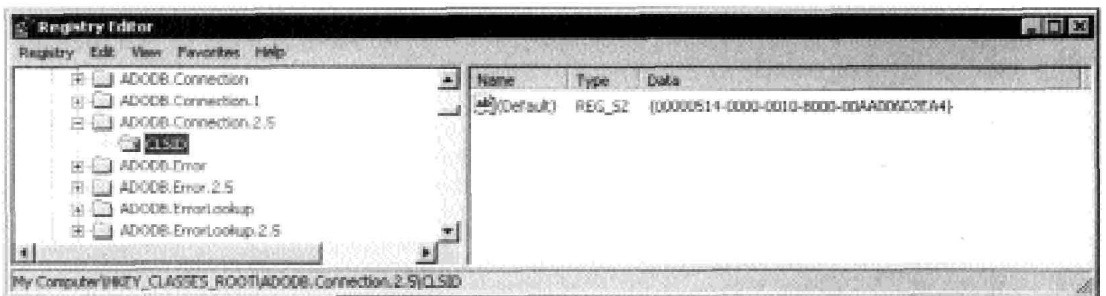 Registry Editor
Registry Edit View Favorites Help
ADODB.Connection
ADODB.Connection.1
ADODB.Connection.2.5
CLSID
ADODB.Error
ADODB.Error.2.5
ADODB.ErrorLookup
ADODB.ErrorLookup.2.5
Name Type Data
ab (Default) REG_SZ {00000514-0000-0010-8000-00AA006D2EA4}
My Computer\HKEY_CLASSES_ROOT\ADODB.Connection.2.5\CLSID